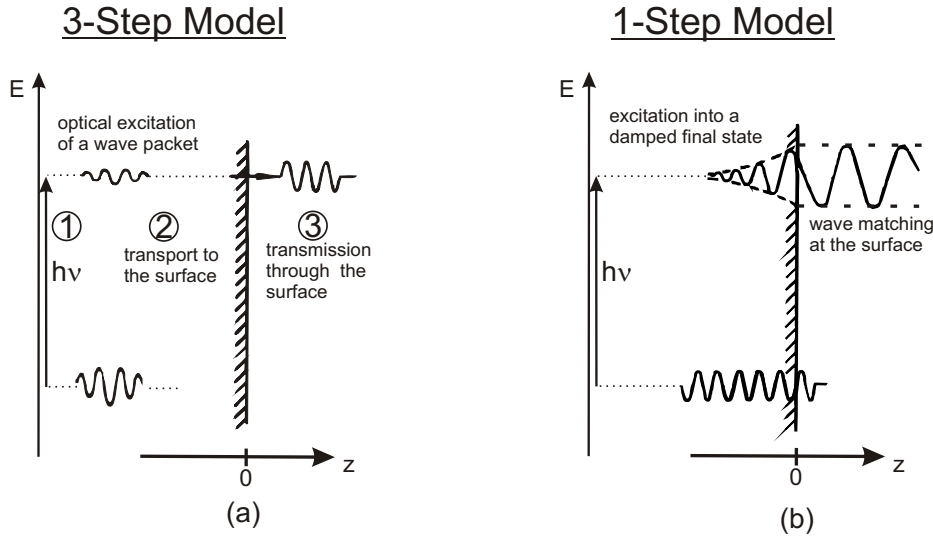 3-Step Model
E
optical excitation
of a wave packet
①
②
③
hν
transport to
the surface
transmission
through the
surface
0
z
(a)
1-Step Model
E
excitation into a
damped final state
hν
wave matching
at the surface
0
z
(b)